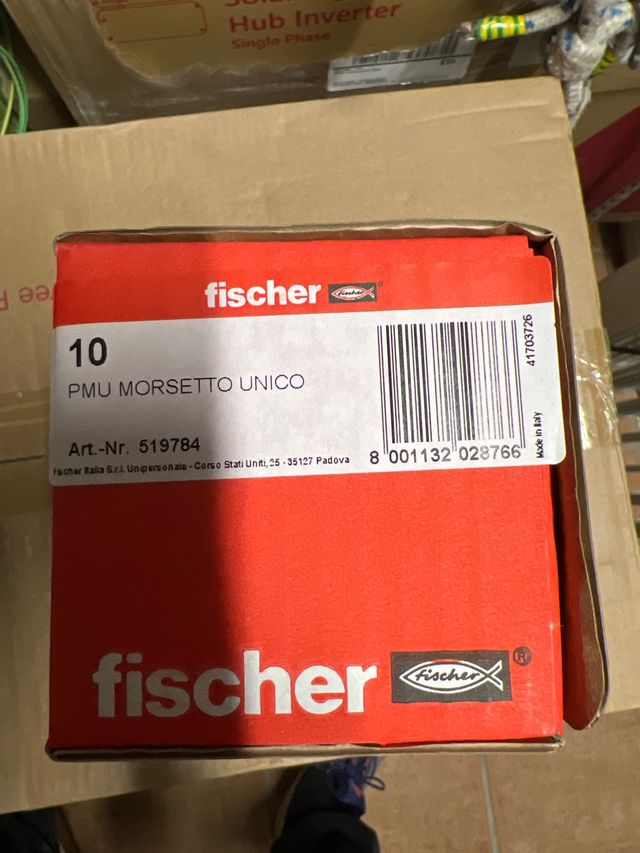 Hub Inverter
Single Phase
fischer fischer
10
PMU MORSETTO UNICO
Art.-Nr. 519784
Fischer Italia S.r.l. Unipersonale - Corso Stati Uniti, 25 - 35127 Padova
8 001132 028766
41703726
Made in Italy
fischer fischer ®